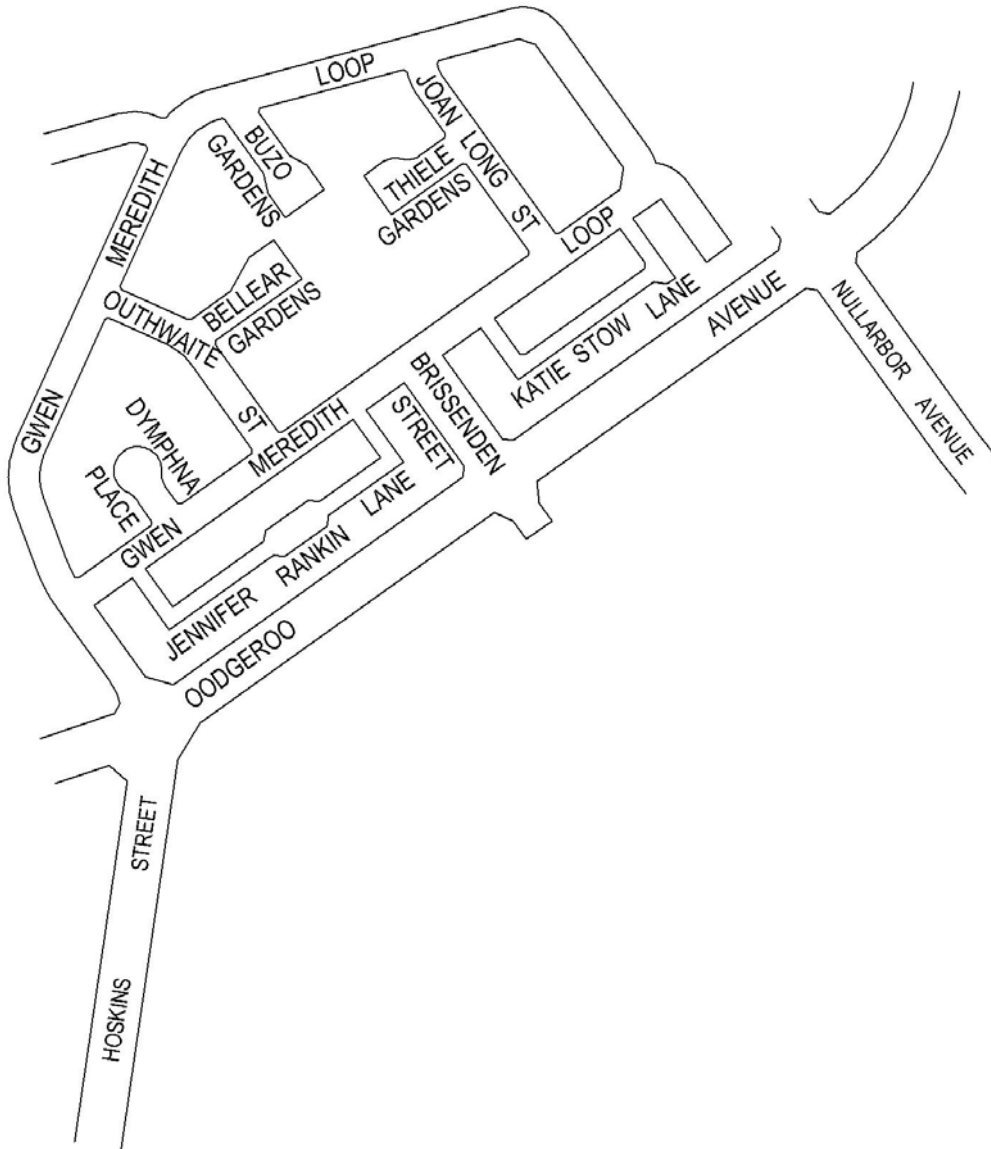 LOOP
JOAN LONG ST
BUZO
GARDENS
THIELE
GARDENS
MEREDITH
LOOP
BELLEAR
GARDENS
OUTHWAITE ST
NULLARBOR AVENUE
AVENUE
KATIE STOW LANE
BRISSENDEN
STREET
GWEN
DYMPHNA
PLACE
GWEN MEREDITH
JENNIFER RANKIN LANE
OODGEROO
STREET
HOSKINS